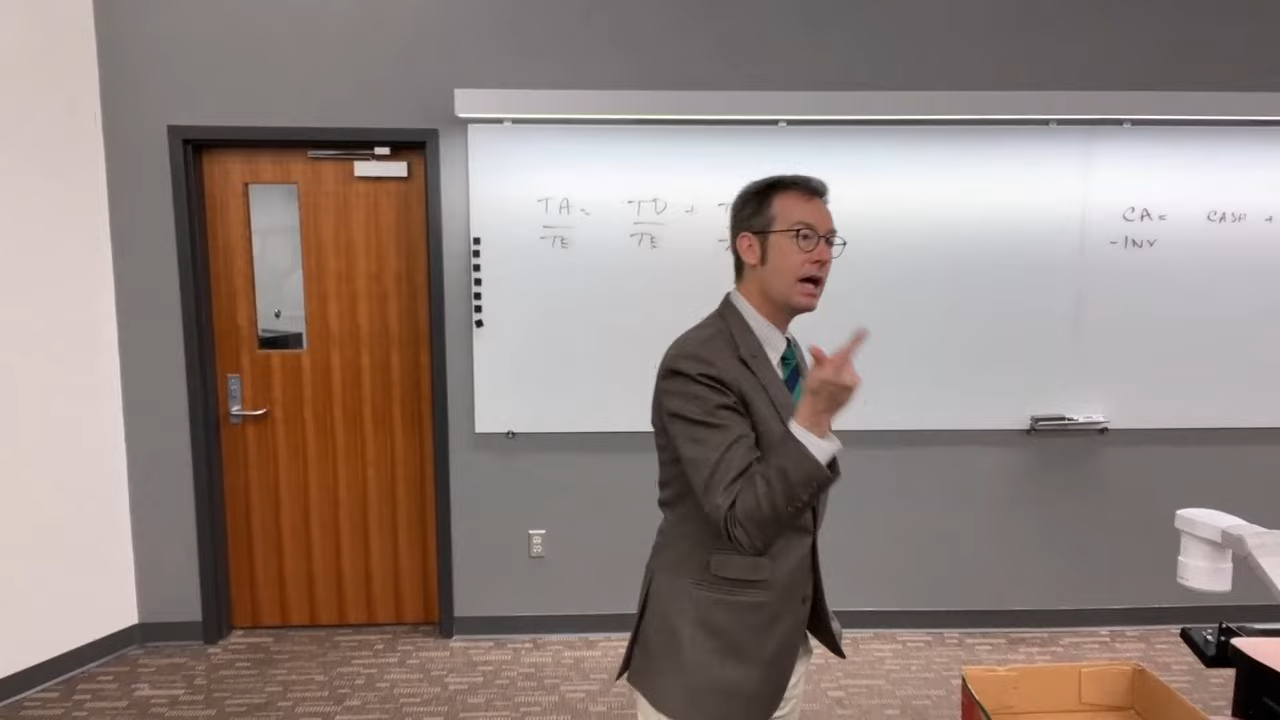 TA = TD + T
TE TE
CA = CASH +
-INV